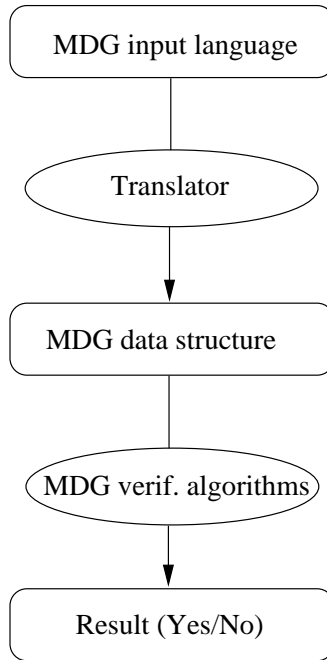 MDG input language
Translator
MDG data structure
MDG verif. algorithms
Result (Yes/No)